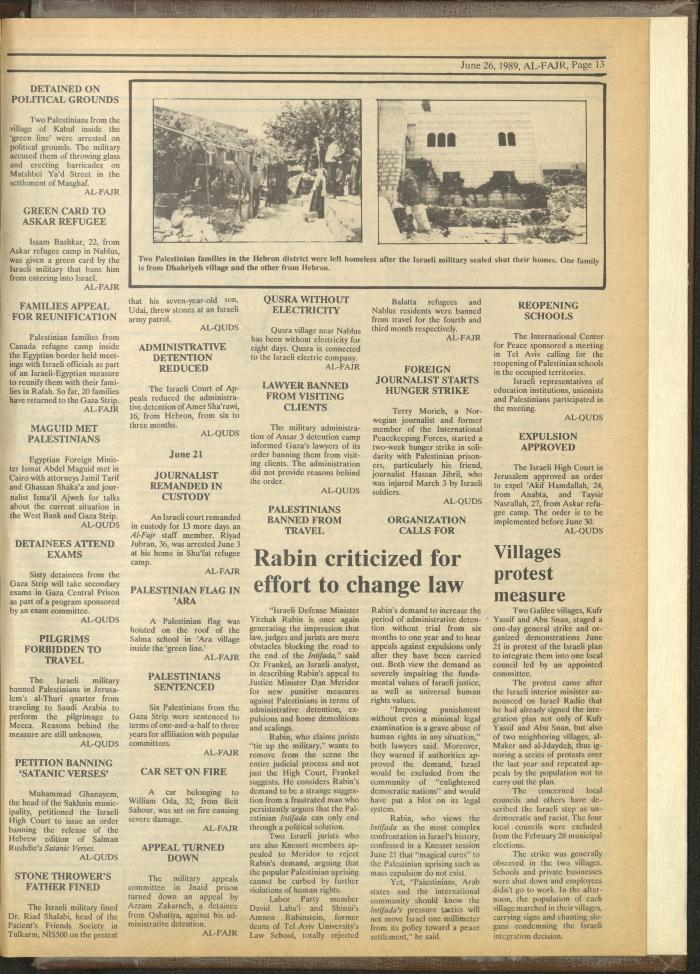 June 26, 1989, AL-FAJR, Page 13
DETAINED ON
POLITICAL GROUNDS
Two Palestinians from the
village of Kabul inside the
'green line' were arrested on
political grounds. The military
accused them of throwing glass
and erecting barricades on
Matshbei Ya'd Street in the
settlement of Masghaf.
AL-FAJR
GREEN CARD TO
ASKAR REFUGEE
Issam Bashkar, 22, from
Askar refugee camp in Nablus,
was given a green card by the
Israeli military that bans him
from entering into Israel.
AL-FAJR
Two Palestinian families in the Hebron district were left homeless after the Israeli military sealed shut their homes. One family
is from Dhahriyeh village and the other from Hebron.
FAMILIES APPEAL
FOR REUNIFICATION
Palestinian families from
Canada refugee camp inside
the Egyptian border held meet-
ings with Israeli officials as part
of an Israeli-Egyptian measure
to reunify them with their fami-
lies in Rafah. So far, 20 families
have returned to the Gaza Strip.
AL-FAJR
MAGUID MET
PALESTINIANS
Egyptian Foreign Minis-
ter Ismat Abdel Maguid met in
Cairo with attorneys Jamil Tarif
and Ghassan Shaka'a and jour-
nalist Isma'il Ajweh for talks
about the current situation in
the West Bank and Gaza Strip.
AL-QUDS
DETAINEES ATTEND
EXAMS
Sixty detainees from the
Gaza Strip will take secondary
exams in Gaza Central Prison
as part of a program sponsored
by an exam committee.
AL-QUDS
PILGRIMS
FORBIDDEN TO
TRAVEL
The Israeli military
banned Palestinians in Jerusa-
lem's al-Thuri quarter from
traveling to Saudi Arabia to
perform the pilgrimage to
Mecca. Reasons behind the
measure are still unknown.
AL-QUDS
PETITION BANNING
'SATANIC VERSES'
Muhammad Ghanayem,
the head of the Sakhnin munic-
ipality, petitioned the Israeli
High Court to issue an order
banning the release of the
Hebrew edition of Salman
Rushdie's Satanic Verses.
AL-QUDS
STONE THROWER'S
FATHER FINED
The Israeli military fined
Dr. Riad Shalabi, head of the
Patient's Friends Society in
Tulkarm, NIS500 on the pretext
that his seven-year-old son,
Udai, threw stones at an Israeli
army patrol.
AL-QUDS
ADMINISTRATIVE
DETENTION
REDUCED
The Israeli Court of Ap-
peals reduced the administra-
tive detention of Amer Sha'rawi,
16, from Hebron, from six to
three months.
AL-QUDS
June 21
JOURNALIST
REMANDED IN
CUSTODY
An Israeli court remanded
in custody for 13 more days an
Al-Fajr staff member. Riyad
Jubran, 36, was arrested June 3
at his home in Shu'fat refugee
camp.
AL-FAJR
PALESTINIAN FLAG IN
'ARA
A Palestinian flag was
hoisted on the roof of the
Salma school in 'Ara village
inside the 'green line.'
AL-FAJR
PALESTINIANS
SENTENCED
Six Palestinians from the
Gaza Strip were sentenced to
terms of one-and-a-half to three
years for affiliation with popular
committees.
AL-FAJR
CAR SET ON FIRE
A car belonging to
William Oda, 32, from Beit
Sahour, was set on fire causing
severe damage.
AL-FAJR
APPEAL TURNED
DOWN
The military appeals
committee in Jnaid prison
turned down an appeal by
Azzam Zakarneh, a detainee
from Qabatiya, against his ad-
ministrative detention.
AL-FAJR
QUSRA WITHOUT
ELECTRICITY
Qusra village near Nablus
has been without electricity for
eight days. Qusra is connected
to the Israeli electric company.
AL-FAJR
LAWYER BANNED
FROM VISITING
CLIENTS
The military administra-
tion of Ansar 3 detention camp
informed Gaza's lawyers of its
order banning them from visit-
ing clients. The administration
did not provide reasons behind
the order.
AL-QUDS
PALESTINIANS
BANNED FROM
TRAVEL
Balatta refugees and
Nablus residents were banned
from travel for the fourth and
third month respectively.
AL-FAJR
FOREIGN
JOURNALIST STARTS
HUNGER STRIKE
Terry Morich, a Nor-
wegian journalist and former
member of the International
Peacekeeping Forces, started a
two-week hunger strike in soli-
darity with Palestinian prison-
ers, particularly his friend,
journalist Hassan Jibril, who
was injured March 3 by Israeli
soldiers.
AL-QUDS
ORGANIZATION
CALLS FOR
REOPENING
SCHOOLS
The International Center
for Peace sponsored a meeting
in Tel Aviv calling for the
reopening of Palestinian schools
in the occupied territories.
Israeli representatives of
education institutions, unionists
and Palestinians participated in
the meeting.
AL-QUDS
EXPULSION
APPROVED
The Israeli High Court in
Jerusalem approved an order
to expel 'Akif Hamdallah, 24,
from Anabta, and Taysir
Nasrallah, 27, from Askar refu-
gee camp. The order is to be
implemented before June 30.
AL-QUDS
Rabin criticized for
effort to change law
"Israeli Defense Minister
Yitzhak Rabin is once again
generating the impression that
law, judges and jurists are mere
obstacles blocking the road to
the end of the Intifada," said
Oz Frankel, an Israeli analyst,
in describing Rabin's appeal to
Justice Minister Dan Meridor
for new punitive measures
against Palestinians in terms of
administrative detention, ex-
pulsions and home demolitions
and sealings.
Rabin, who claims jurists
"tie up the military," wants to
remove from the scene the
entire judicial process and not
just the High Court, Frankel
suggests. He considers Rabin's
demand to be a strange sugges-
tion from a frustrated man who
persistently argues that the Pal-
estinian Intifada can only end
through a political solution.
Two Israeli jurists who
are also Knesset members ap-
pealed to Meridor to reject
Rabin's demand, arguing that
the popular Palestinian uprising
cannot be curbed by further
violations of human rights.
Labor Party member
David Laba'i and Shinui's
Amnon Rubinstein, former
deans of Tel Aviv University's
Law School, totally rejected
Rabin's demand to increase the
period of administrative deten-
tion without trial from six
months to one year and to hear
appeals against expulsions only
after they have been carried
out. Both view the demand as
severely impairing the funda-
mental values of Israeli justice,
as well as universal human
rights values.
"Imposing punishment
without even a minimal legal
examination is a grave abuse of
human rights in any situation,"
both lawyers said. Moreover,
they warned if authorities ap-
proved the demand, Israel
would be excluded from the
community of "enlightened
democratic nations" and would
have put a blot on its legal
system.
Rabin, who views the
Intifada as the most complex
confrontation in Israel's history,
confessed in a Knesset session
June 21 that "magical cures" to
the Palestinian uprising such as
mass expulsion do not exist.
Yet, "Palestinians, Arab
states and the international
community should know the
Intifada's pressure tactics will
not move Israel one millimeter
from its policy toward a peace
settlement," he said.
Villages
protest
measure
Two Galilee villages, Kufr
Yassif and Abu Snan, staged a
one-day general strike and or-
ganized demonstrations June
21 in protest of the Israeli plan
to integrate them into one local
council led by an appointed
committee.
The protest came after
the Israeli interior minister an-
nounced on Israel Radio that
he had already signed the inte-
gration plan not only of Kufr
Yassif and Abu Snan, but also
of two neighboring villages, al-
Maker and al-Jdaydeh, thus ig-
noring a series of protests over
the last year and repeated ap-
peals by the population not to
carry out the plan.
The concerned local
councils and others have de-
scribed the Israeli step as un-
democratic and racist. The four
local councils were excluded
from the February 28 municipal
elections.
The strike was generally
observed in the two villages.
Schools and private businesses
were shut down and employees
didn't go to work. In the after-
noon, the population of each
village marched in their villages,
carrying signs and chanting slo-
gans condemning the Israeli
integration decision.